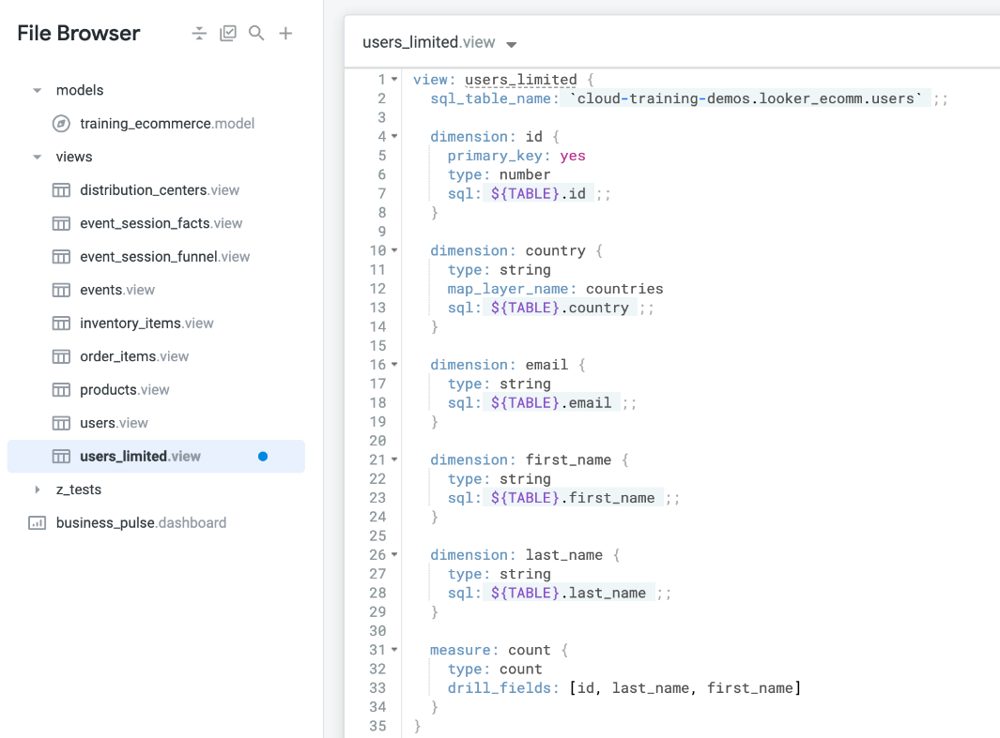 File Browser
models
training_ecommerce.model
views
distribution_centers.view
event_session_facts.view
event_session_funnel.view
events.view
inventory_items.view
order_items.view
products.view
users.view
users_limited.view
z_tests
business_pulse.dashboard
users_limited.view
1 view: users_limited {
2 sql_table_name: `cloud-training-demos.looker_ecomm.users` ;;
3
4 dimension: id {
5 primary_key: yes
6 type: number
7 sql: ${TABLE}.id ;;
8 }
9
10 dimension: country {
11 type: string
12 map_layer_name: countries
13 sql: ${TABLE}.country ;;
14 }
15
16 dimension: email {
17 type: string
18 sql: ${TABLE}.email ;;
19 }
20
21 dimension: first_name {
22 type: string
23 sql: ${TABLE}.first_name ;;
24 }
25
26 dimension: last_name {
27 type: string
28 sql: ${TABLE}.last_name ;;
29 }
30
31 measure: count {
32 type: count
33 drill_fields: [id, last_name, first_name]
34 }
35 }